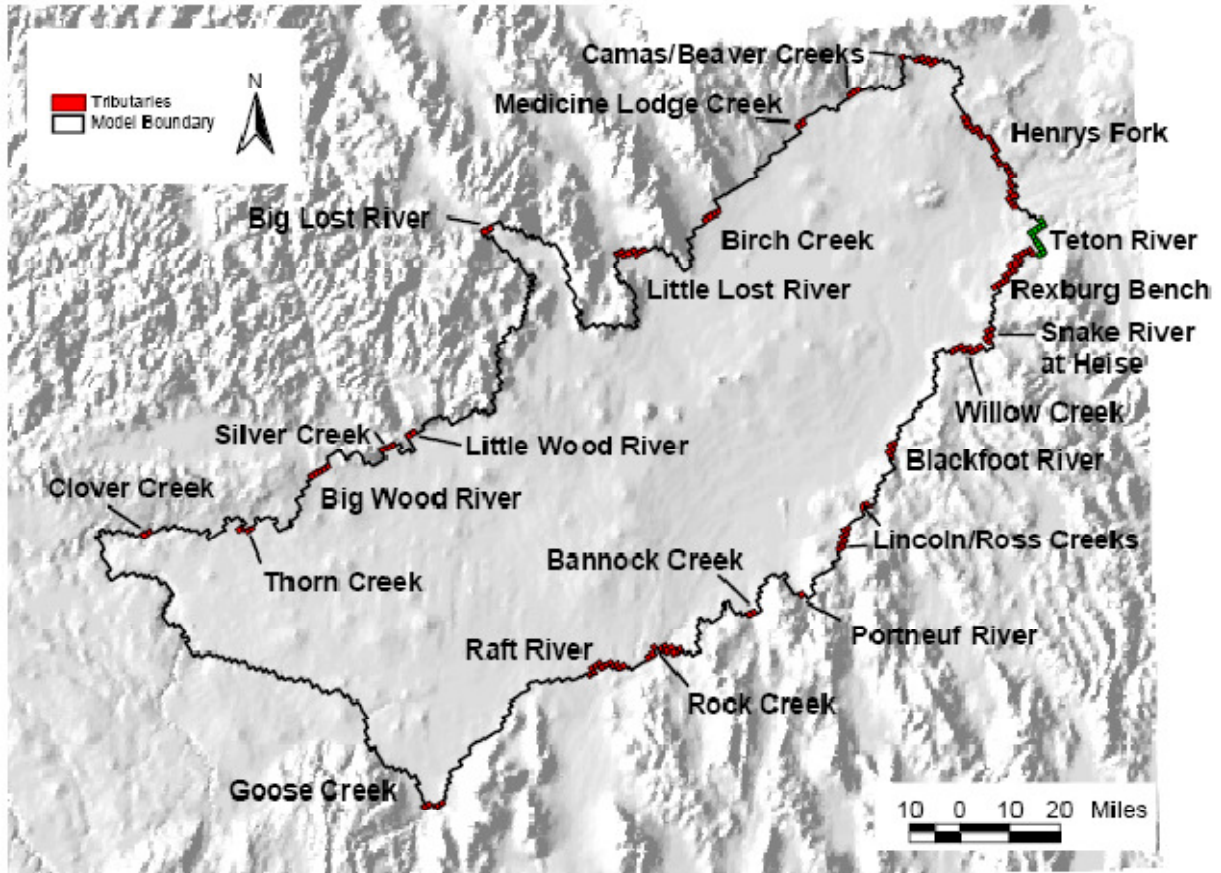 Camas/Beaver Creeks
N
Tributaries
Model Boundary
Medicine Lodge Creek
Henrys Fork
Big Lost River
Birch Creek
Teton River
Little Lost River
Rexburg Bench
Snake River
at Heise
Willow Creek
Silver Creek
Little Wood River
Blackfoot River
Clover Creek
Big Wood River
Lincoln/Ross Creeks
Bannock Creek
Thorn Creek
Portneuf River
Raft River
Rock Creek
Goose Creek
10 0 10 20 Miles